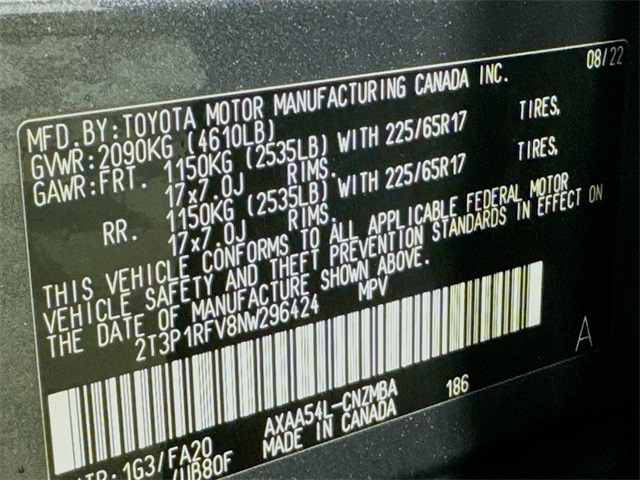 08/22
MFD. BY: TOYOTA MOTOR MANUFACTURING CANADA INC.
GVWR: 2090KG (4610LB)
GAWR: FRT. 1150KG (2535LB) WITH 225/65R17 TIRES,
17x7.0J RIMS.
RR. 1150KG (2535LB) WITH 225/65R17 TIRES,
17x7.0J RIMS.
THIS VEHICLE CONFORMS TO ALL APPLICABLE FEDERAL MOTOR
VEHICLE SAFETY AND THEFT PREVENTION STANDARDS IN EFFECT ON
THE DATE OF MANUFACTURE SHOWN ABOVE.
2T3P1RFV8NW296424 MPV
A
AXAA54L-CNZMBA 186
MADE IN CANADA
1G3/FA20
/UB80F